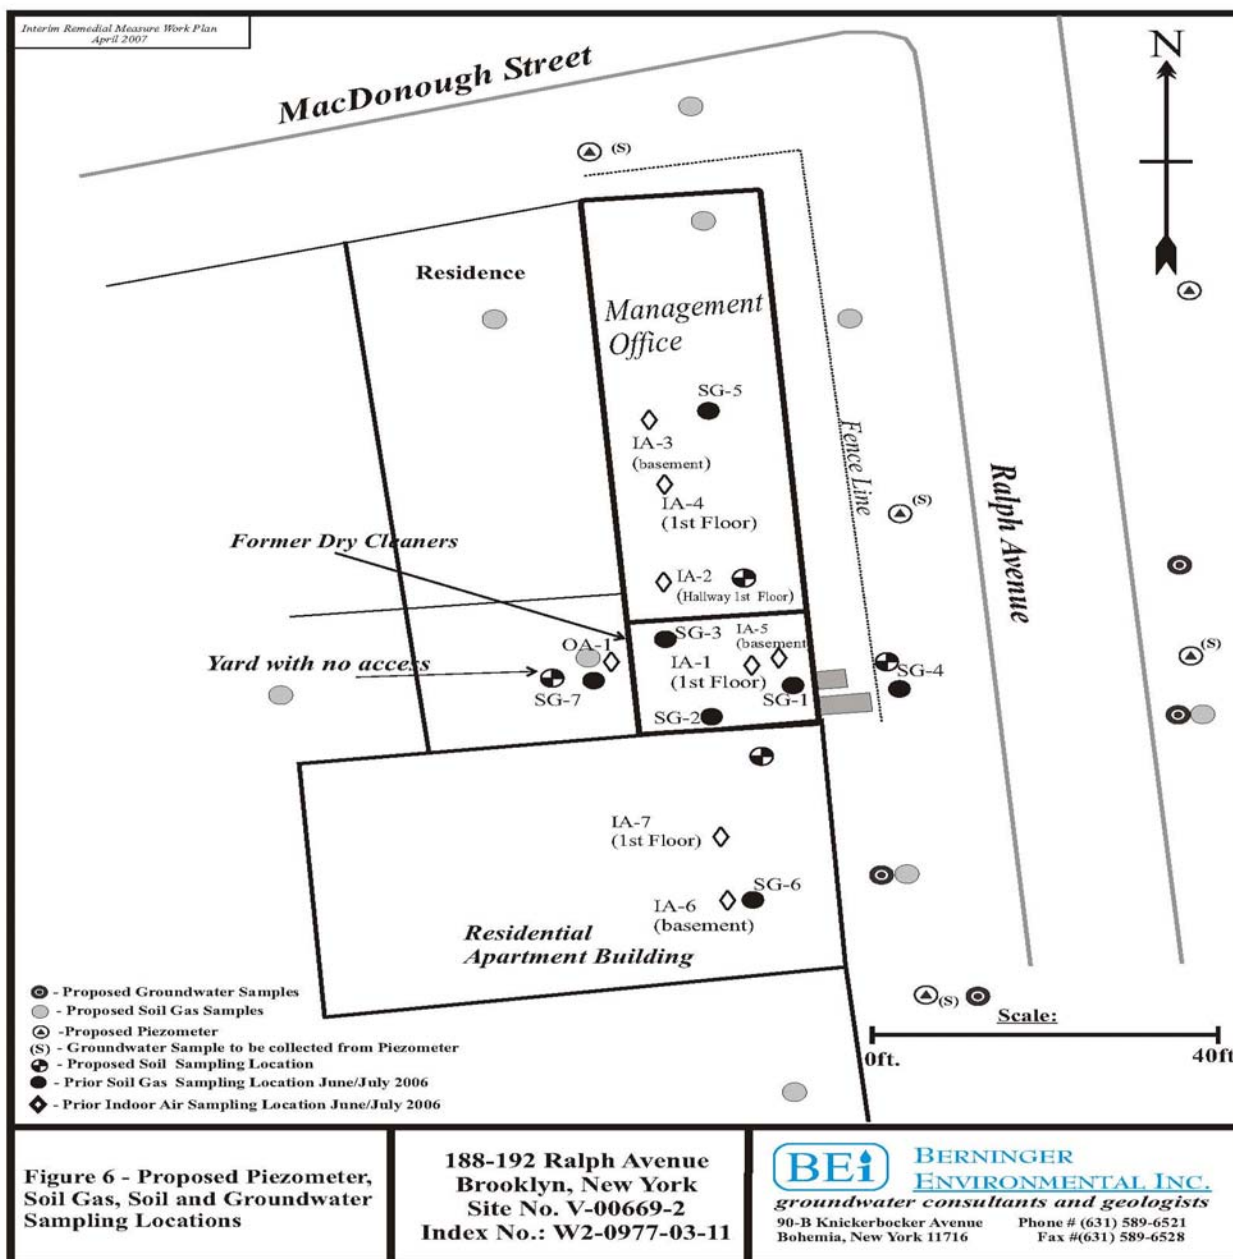 Interim Remedial Measure Work Plan
April 2007
MacDonough Street
N
(S)
Residence
Management
Office
SG-5
IA-3
(basement)
IA-4
(1st Floor)
Fence Line
(S)
Ralph Avenue
Former Dry Cleaners
IA-2
(Hallway 1st Floor)
SG-3
IA-5
(basement)
OA-1
IA-1
(1st Floor)
(S)
Yard with no access
SG-7
SG-4
SG-1
SG-2
IA-7
(1st Floor)
SG-6
IA-6
(basement)
Residential
Apartment Building
- Proposed Groundwater Samples
- Proposed Soil Gas Samples
-Proposed Piezometer
(S) - Groundwater Sample to be collected from Piezometer
- Proposed Soil Sampling Location
- Prior Soil Gas Sampling Location June/July 2006
- Prior Indoor Air Sampling Location June/July 2006
(S)
Scale:
0ft. 40ft
Figure 6 - Proposed Piezometer,
Soil Gas, Soil and Groundwater
Sampling Locations
188-192 Ralph Avenue
Brooklyn, New York
Site No. V-00669-2
Index No.: W2-0977-03-11
BEi
BERNINGER
ENVIRONMENTAL INC.
groundwater consultants and geologists
90-B Knickerbocker Avenue Phone # (631) 589-6521
Bohemia, New York 11716 Fax #(631) 589-6528